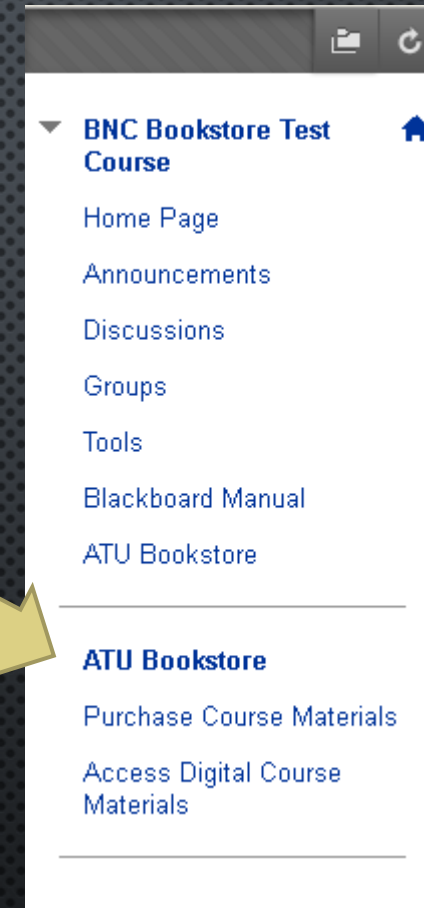 BNC Bookstore Test
Course
Home Page
Announcements
Discussions
Groups
Tools
Blackboard Manual
ATU Bookstore
ATU Bookstore
Purchase Course Materials
Access Digital Course
Materials